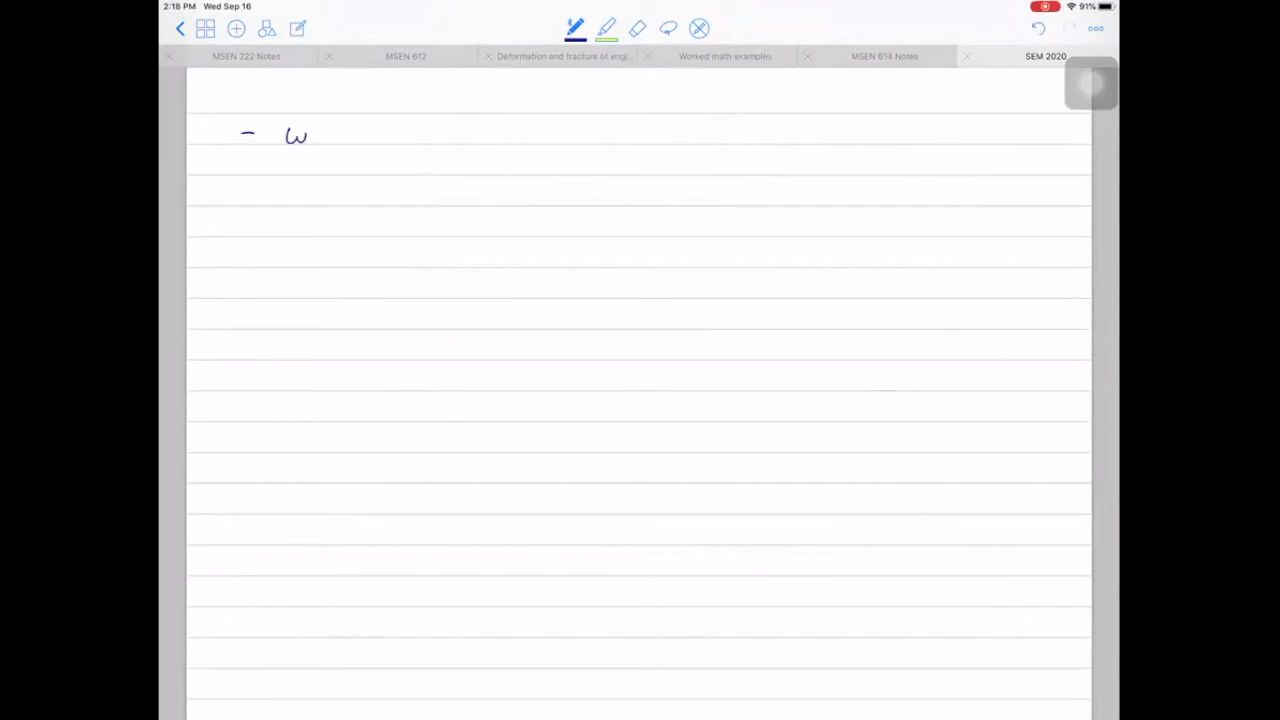 2:18 PM Wed Sep 16
91%
MSEN 222 Notes
MSEN 612
Deformation and fracture of engi...
Worked math examples
MSEN 614 Notes
SEM 2020
- w